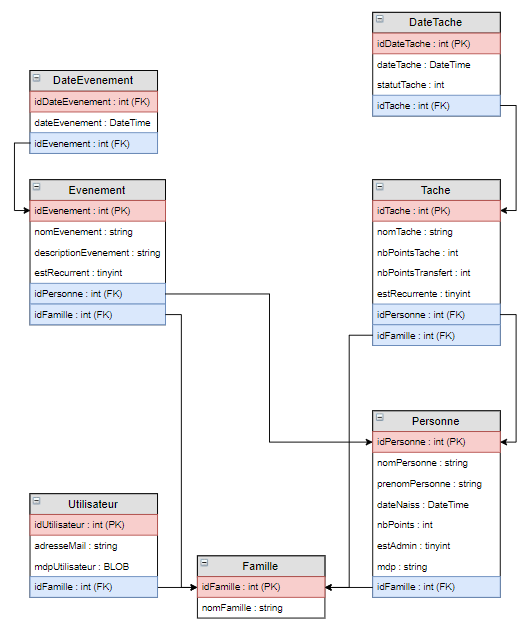 DateTache
idDateTache : int (PK)
dateTache : DateTime
statutTache : int
idTache : int (FK)
DateEvenement
idDateEvenement : int (FK)
dateEvenement : DateTime
idEvenement : int (FK)
Evenement
idEvenement : int (PK)
nomEvenement : string
descriptionEvenement : string
estRecurrent : tinyint
idPersonne : int (FK)
idFamille : int (FK)
Tache
idTache : int (PK)
nomTache : string
nbPointsTache : int
nbPointsTransfert : int
estRecurrente : tinyint
idPersonne : int (FK)
idFamille : int (FK)
Personne
idPersonne : int (PK)
nomPersonne : string
prenomPersonne : string
dateNaiss : DateTime
nbPoints : int
estAdmin : tinyint
mdp : string
idFamille : int (FK)
Utilisateur
idUtilisateur : int (PK)
adresseMail : string
mdpUtilisateur : BLOB
idFamille : int (FK)
Famille
idFamille : int (PK)
nomFamille : string